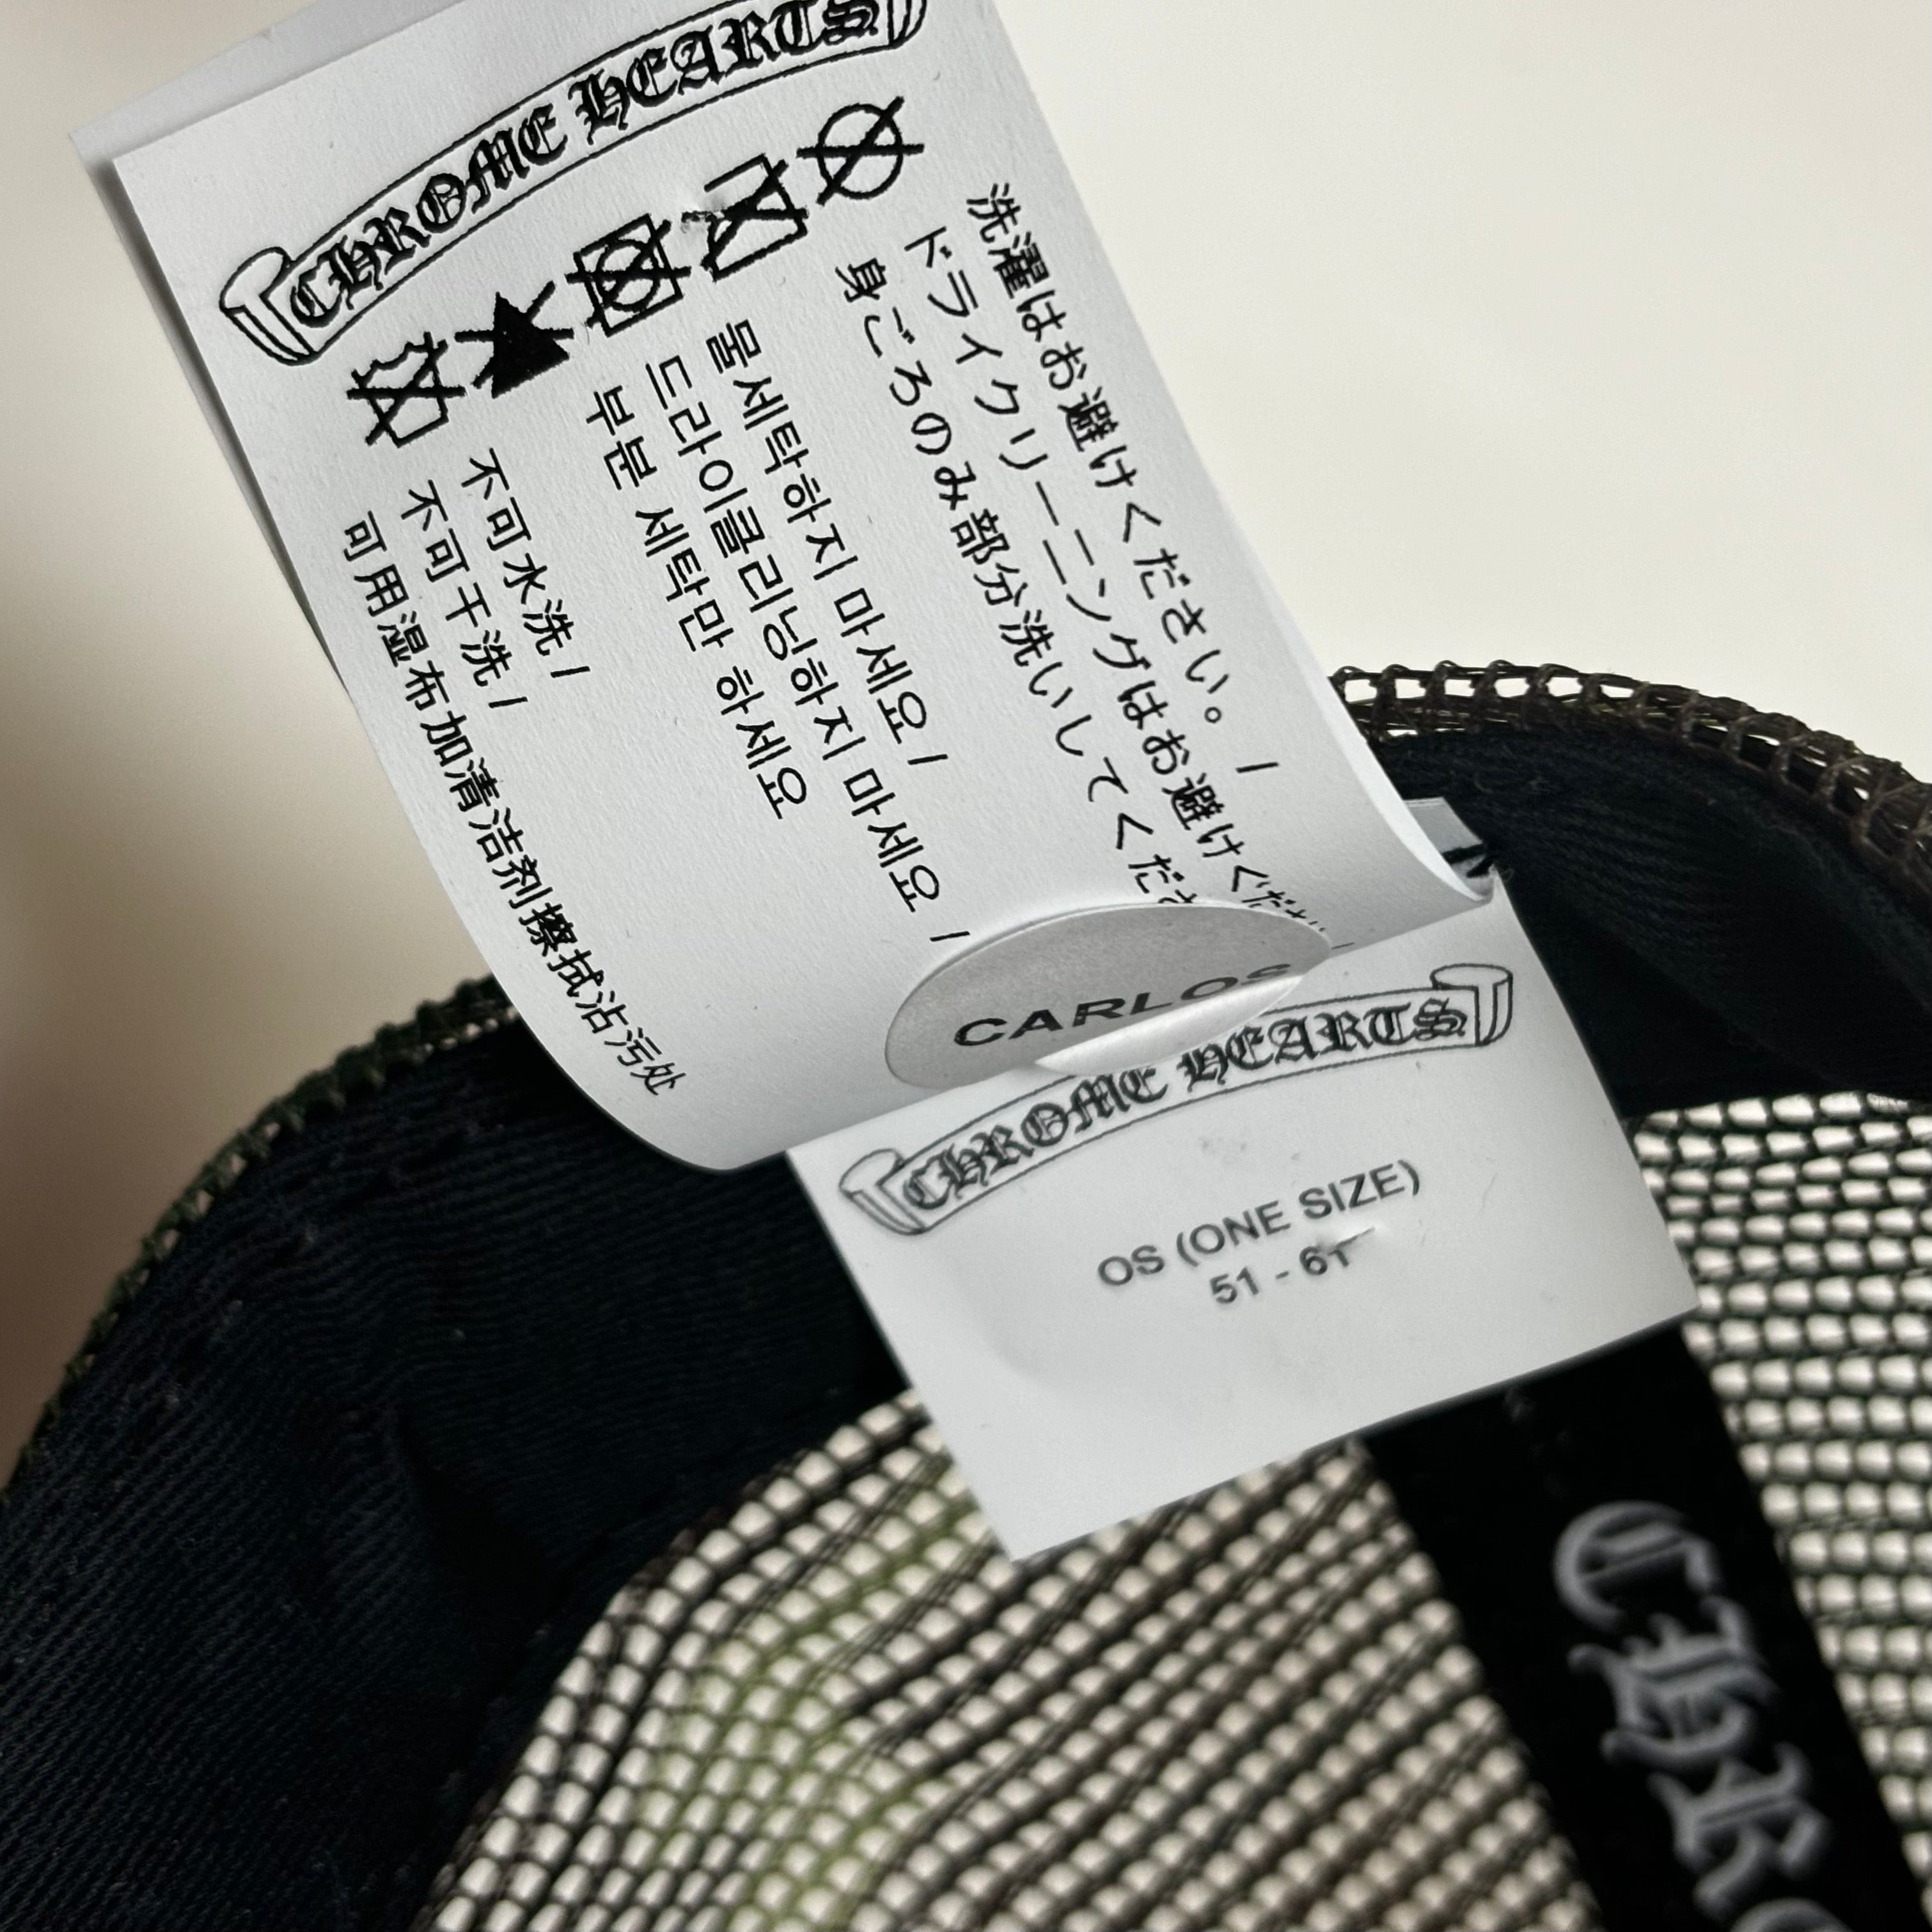 CHROME HEARTS
洗濯はお避けください。/
ドライクリーニングはお避けくださ
身ごろのみ部分洗いしてくださ
물세탁하지 마세요 /
드라이클리닝하지 마세요 /
부분 세탁만 하세요
不可水洗 /
不可干洗 /
可用湿布加清洁剂擦拭沾污处
CARLOS
CHROME HEARTS
OS (ONE SIZE)
51 - 61
CHRO